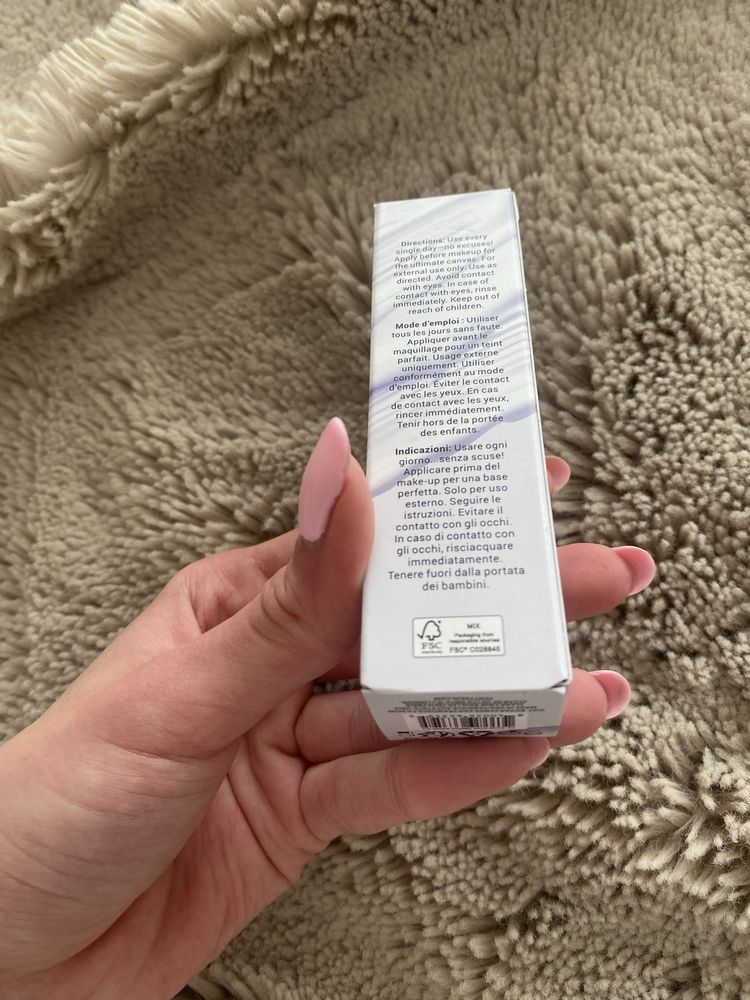 Directions: Use every
single day—no excuses!
Apply before makeup for
the ultimate canvas. For
external use only. Use as
directed. Avoid contact
with eyes. In case of
contact with eyes, rinse
immediately. Keep out of
reach of children.
Mode d'emploi : Utiliser
tous les jours sans faute.
Appliquer avant le
maquillage pour un teint
parfait. Usage externe
uniquement. Utiliser
conformément au mode
d'emploi. Éviter le contact
avec les yeux. En cas
de contact avec les yeux,
rincer immédiatement.
Tenir hors de la portée
des enfants.
Indicazioni: Usare ogni
giorno... senza scuse!
Applicare prima del
make-up per una base
perfetta. Solo per uso
esterno. Seguire le
istruzioni. Evitare il
contatto con gli occhi.
In caso di contatto con
gli occhi, risciacquare
immediatamente.
Tenere fuori dalla portata
dei bambini.
FSC
MIX
Packaging from
responsible sources
FSC® C028845